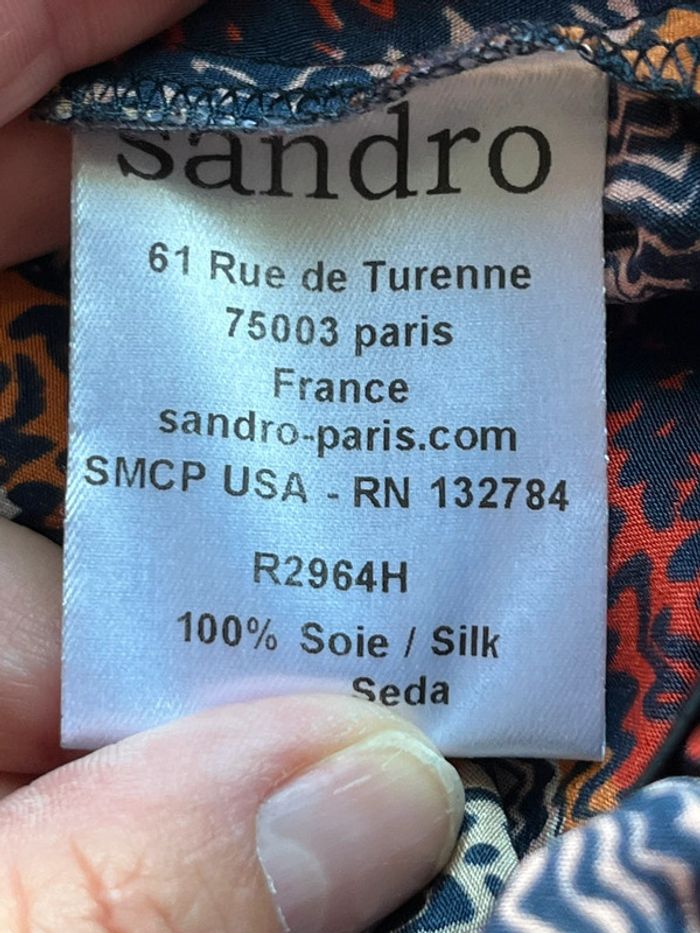 sandro
61 Rue de Turenne
75003 paris
France
sandro-paris.com
SMCP USA - RN 132784
R2964H
100% Soie / Silk
Seda